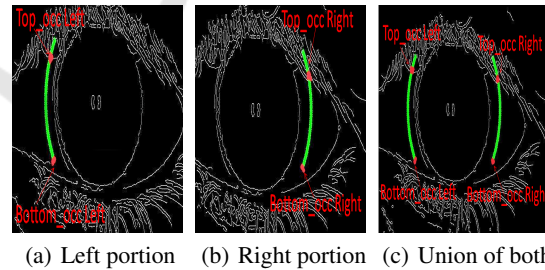 Top_occ Left
Bottom_occ Left
(a) Left portion
Top_occ Right
Bottom_occ Right
(b) Right portion
Top_occ Left
Top_occ Right
Bottom_occ Left
Bottom_occ Right
(c) Union of both